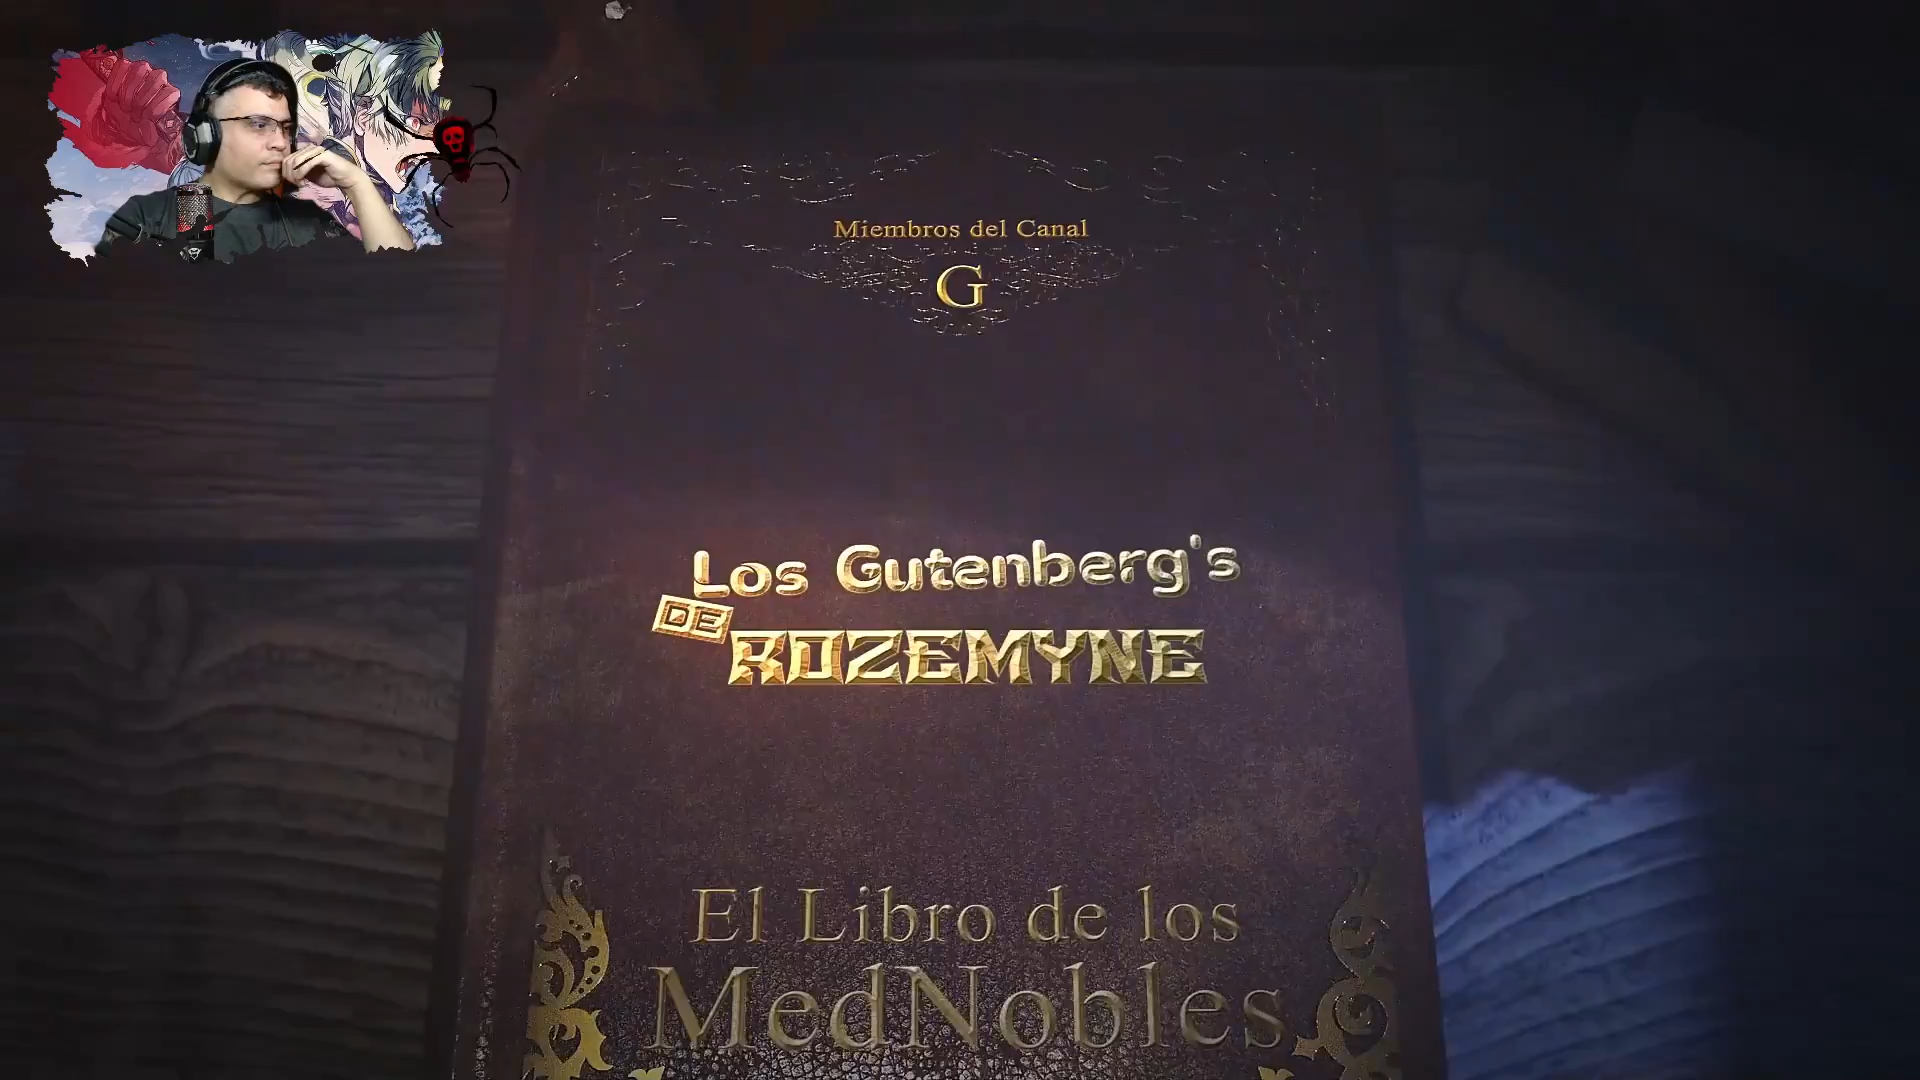 Miembros del Canal
G
Los Gutenberg's
DE
ROZEMYNE
El Libro de los
MedNobles